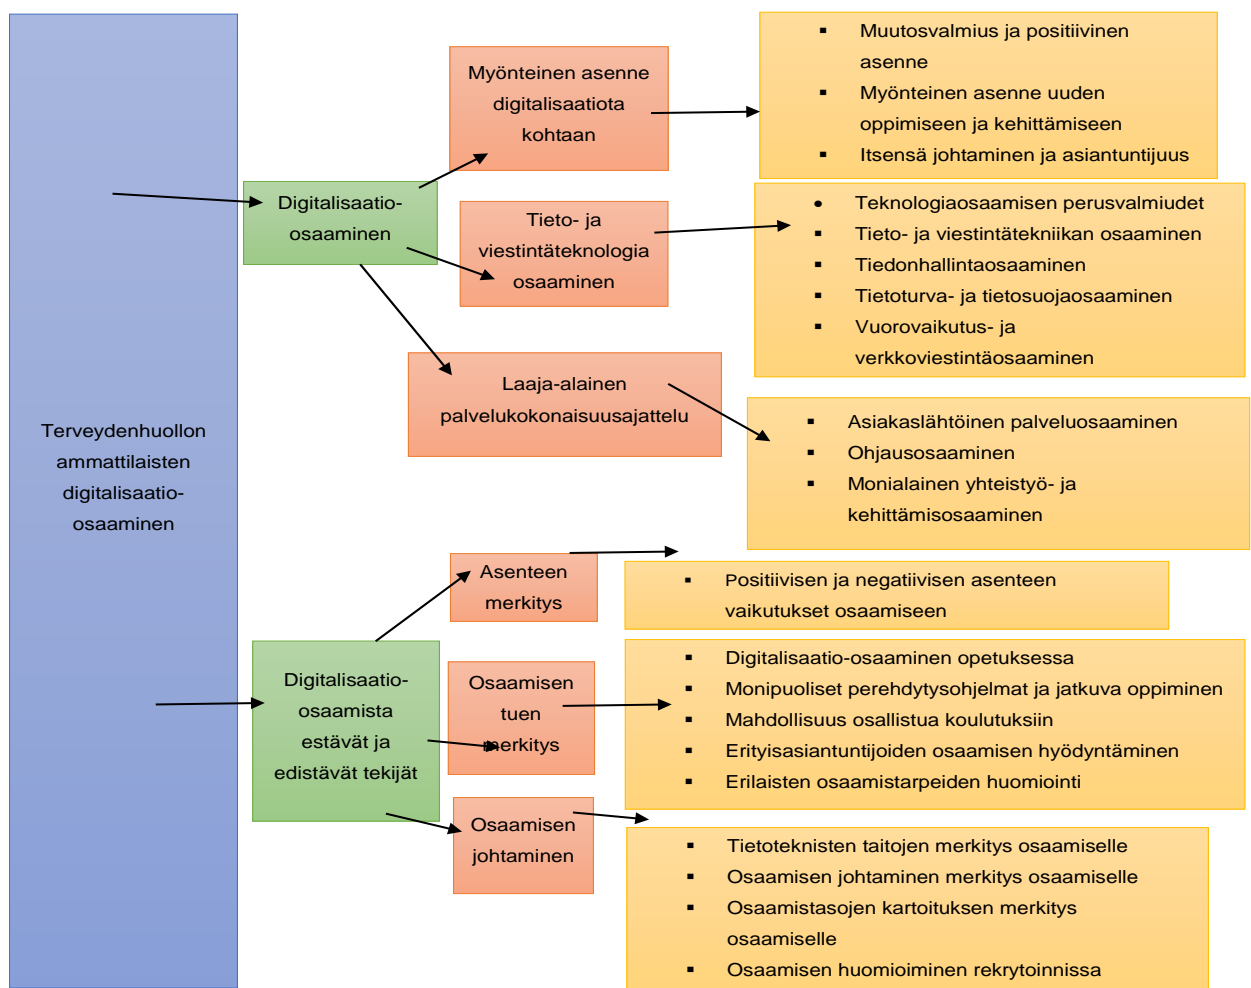 Terveydenhuollon
ammattilaisten
digitalisaatio-
osaaminen
Digitalisaatio-
osaaminen
Myönteinen asenne
digitalisaatiota
kohtaan
▪ Muutosvalmius ja positiivinen
asenne
▪ Myönteinen asenne uuden
oppimiseen ja kehittämiseen
▪ Itsensä johtaminen ja asiantuntijuus
Tieto- ja
viestintäteknologia
osaaminen
• Teknologiaosaamisen perusvalmiudet
▪ Tieto- ja viestintätekniikan osaaminen
▪ Tiedonhallintaosaaminen
▪ Tietoturva- ja tietosuojaosaaminen
▪ Vuorovaikutus- ja
verkkoviestintäosaaminen
Laaja-alainen
palvelukokonaisuusajattelu
▪ Asiakaslähtöinen palveluosaaminen
▪ Ohjausosaaminen
▪ Monialainen yhteistyö- ja
kehittämisosaaminen
Digitalisaatio-
osaamista
estävät ja
edistävät tekijät
Asenteen
merkitys
▪ Positiivisen ja negatiivisen asenteen
vaikutukset osaamiseen
Osaamisen
tuen
merkitys
▪ Digitalisaatio-osaaminen opetuksessa
▪ Monipuoliset perehdytysohjelmat ja jatkuva oppiminen
▪ Mahdollisuus osallistua koulutuksiin
▪ Erityisasiantuntijoiden osaamisen hyödyntäminen
▪ Erilaisten osaamistarpeiden huomiointi
Osaamisen
johtaminen
▪ Tietoteknisten taitojen merkitys osaamiselle
▪ Osaamisen johtaminen merkitys osaamiselle
▪ Osaamistasojen kartoituksen merkitys
osaamiselle
▪ Osaamisen huomioiminen rekrytoinnissa